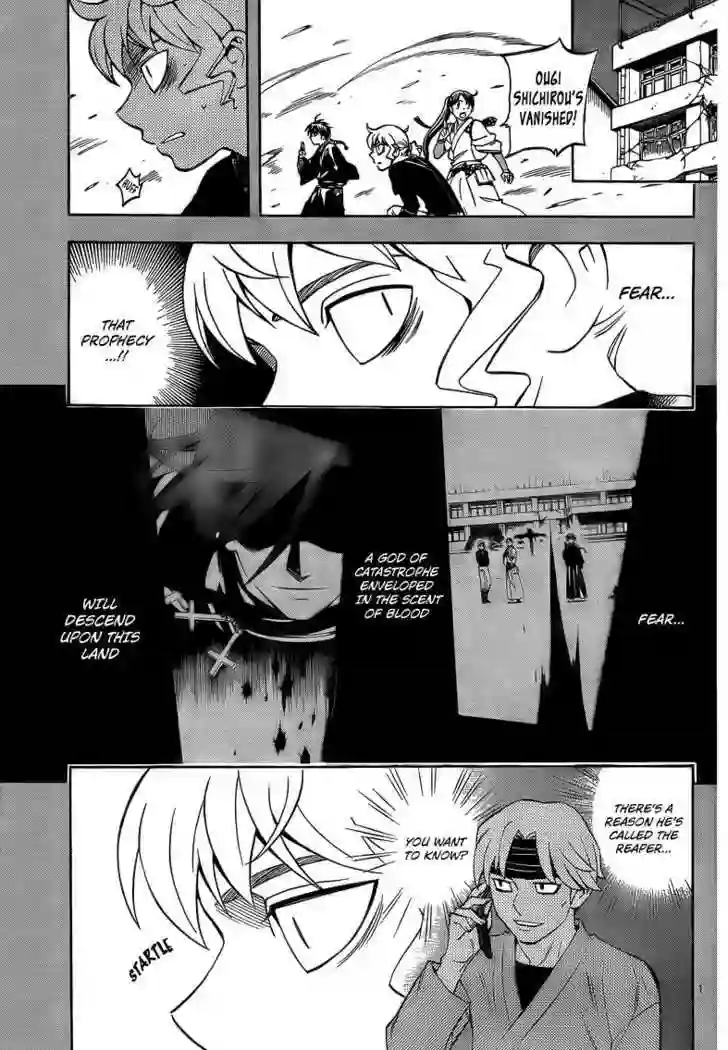 OUGI
SHICHIROU'S
VANISHED!
HUFF
FEAR...
THAT
PROPHECY
...!!
FEAR...
A GOD OF
CATASTROPHE
ENVELOPED
IN THE SCENT
OF BLOOD
WILL
DESCEND
UPON THIS
LAND
THERE'S A
REASON HE'S
CALLED THE
REAPER...
YOU WANT
TO KNOW?
STARTLE
1